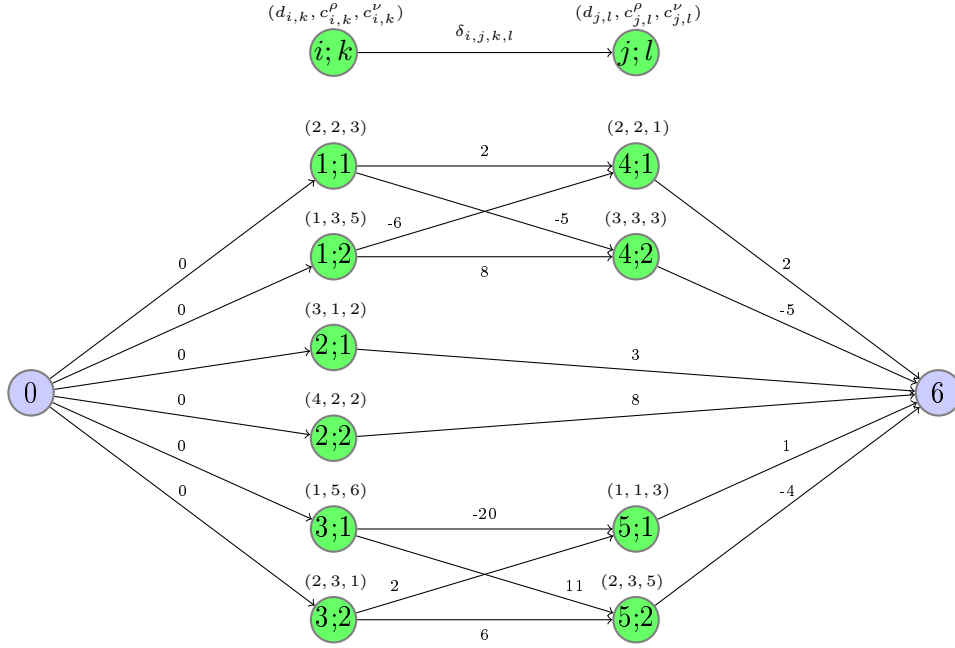 (d_{i,k}, c^ρ_{i,k}, c^ν_{i,k}) (d_{j,l}, c^ρ_{j,l}, c^ν_{j,l})
δ_{i,j,k,l}
i; k j; l
(2, 2, 3) (2, 2, 1)
1;1 2 4;1
(1, 3, 5) -6 -5 (3, 3, 3)
1;2 8 4;2
0 2
0 -5
(3, 1, 2)
2;1 3
0
0 6
0 8
(4, 2, 2)
2;2
0 1
0 -4
(1, 5, 6) (1, 1, 3)
3;1 -20 5;1
(2, 3, 1) 2 11 (2, 3, 5)
3;2 6 5;2